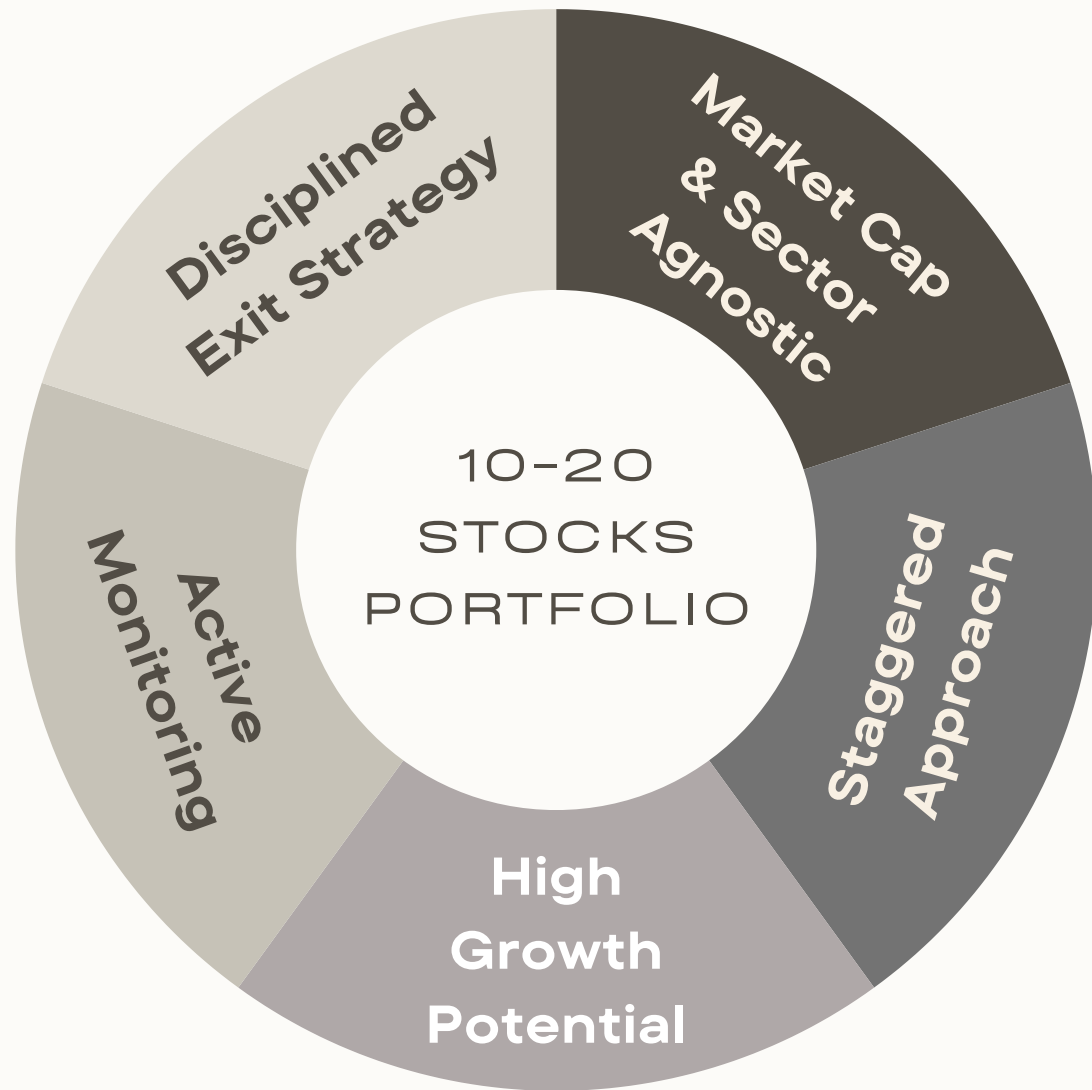 10-20
STOCKS
PORTFOLIO
Market Cap
& Sector
Agnostic
Staggered
Approach
High
Growth
Potential
Active
Monitoring
Disciplined
Exit Strategy